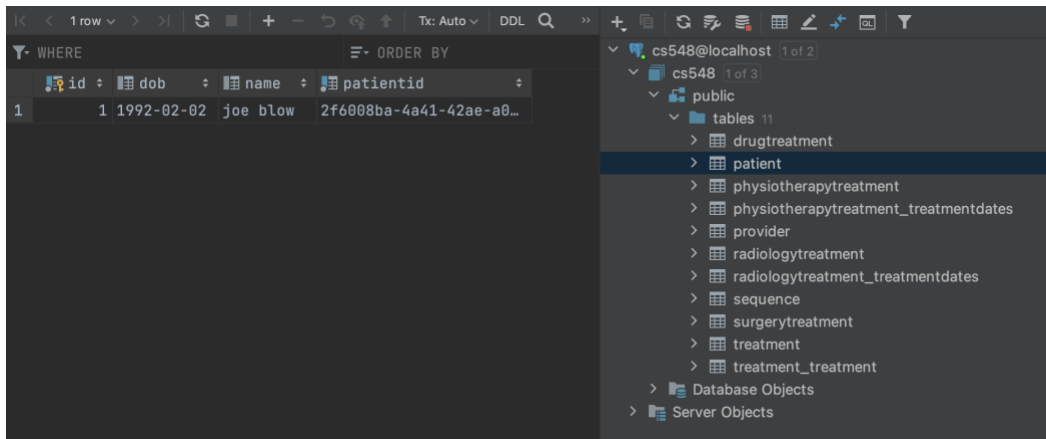 1 row Tx: Auto DDL
WHERE ORDER BY
id dob name patientid
1 1 1992-02-02 joe blow 2f6008ba-4a41-42ae-a0…
cs548@localhost 1 of 2
cs548 1 of 3
public
tables 11
drugtreatment
patient
physiotherapytreatment
physiotherapytreatment_treatmentdates
provider
radiologytreatment
radiologytreatment_treatmentdates
sequence
surgerytreatment
treatment
treatment_treatment
Database Objects
Server Objects